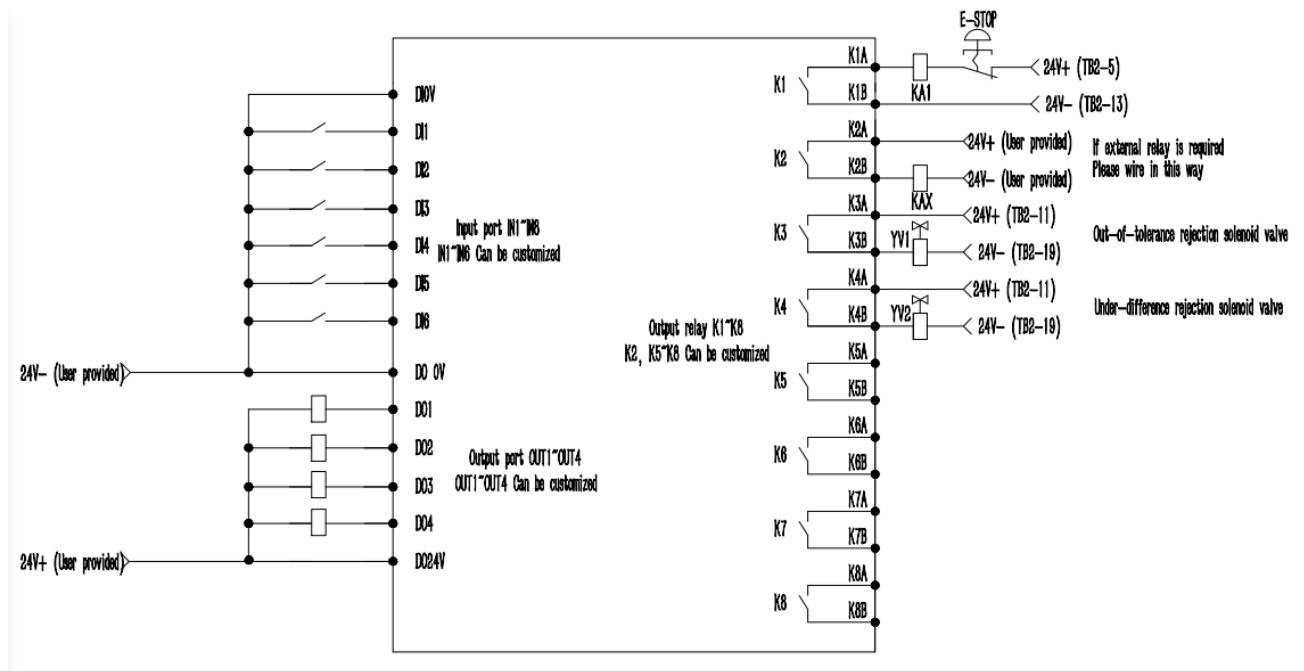 E-STOP
DI0V
DI1
DI2
DI3
DI4
DI5
DI6
Input port IN1~IN8
IN1~IN6 Can be customized
24V- (User provided)
DO 0V
DO1
DO2
DO3
DO4
Output port OUT1~OUT4
OUT1~OUT4 Can be customized
24V+ (User provided)
DO24V
Output relay K1~K8
K2, K5~K8 Can be customized
K1
K1A
K1B
KA1
24V+ (TB2-5)
24V- (TB2-13)
K2
K2A
K2B
KAX
24V+ (User provided)
24V- (User provided)
If external relay is required
Please wire in this way
K3
K3A
K3B
YV1
24V+ (TB2-11)
24V- (TB2-19)
Out-of-tolerance rejection solenoid valve
K4
K4A
K4B
YV2
24V+ (TB2-11)
24V- (TB2-19)
Under-difference rejection solenoid valve
K5
K5A
K5B
K6
K6A
K6B
K7
K7A
K7B
K8
K8A
K8B